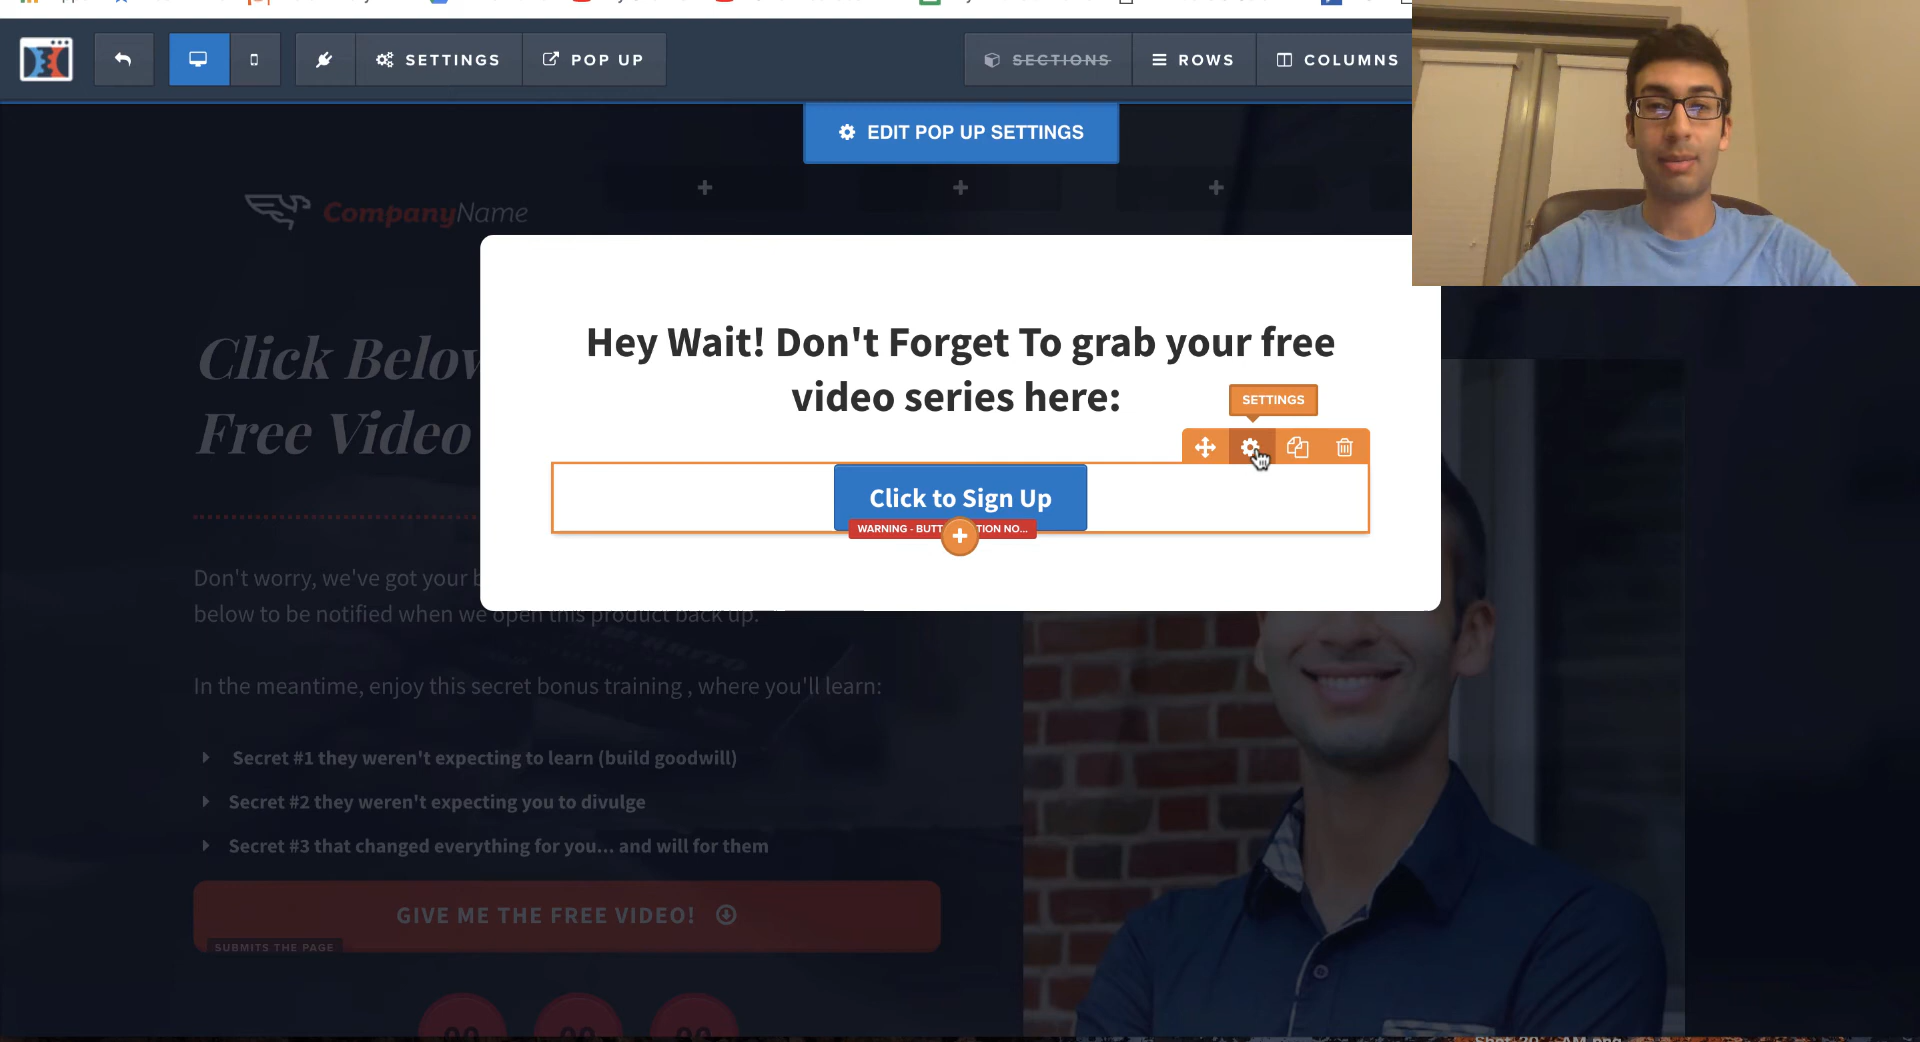 SETTINGS
POP UP
SECTIONS
ROWS
COLUMNS
EDIT POP UP SETTINGS
CompanyName
Hey Wait! Don't Forget To grab your free
video series here:
SETTINGS
Click to Sign Up
WARNING - BUTT
TION NO...
Click Below
Free Video
Don't worry, we've got your
below to be notified when we open this product back up.
In the meantime, enjoy this secret bonus training , where you'll learn:
Secret #1 they weren't expecting to learn (build goodwill)
Secret #2 they weren't expecting you to divulge
Secret #3 that changed everything for you... and will for them
GIVE ME THE FREE VIDEO!
SUBMITS THE PAGE